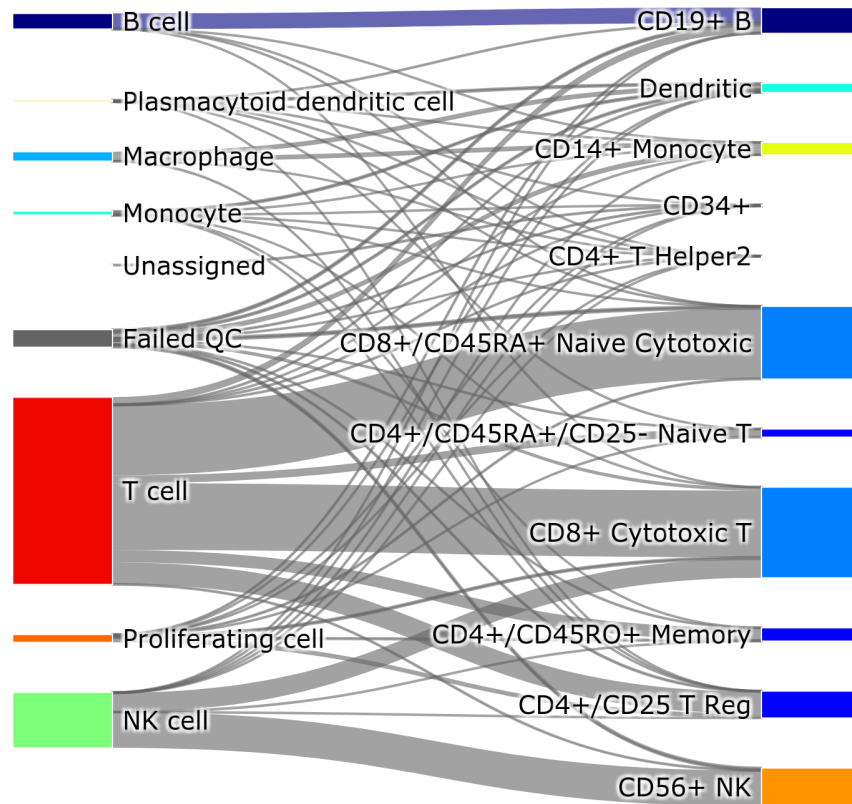 B cell
Plasmacytoid dendritic cell
Macrophage
Monocyte
Unassigned
Failed QC
T cell
Proliferating cell
NK cell
CD19+ B
Dendritic
CD14+ Monocyte
CD34+
CD4+ T Helper2
CD8+/CD45RA+ Naive Cytotoxic
CD4+/CD45RA+/CD25- Naive T
CD8+ Cytotoxic T
CD4+/CD45RO+ Memory
CD4+/CD25 T Reg
CD56+ NK